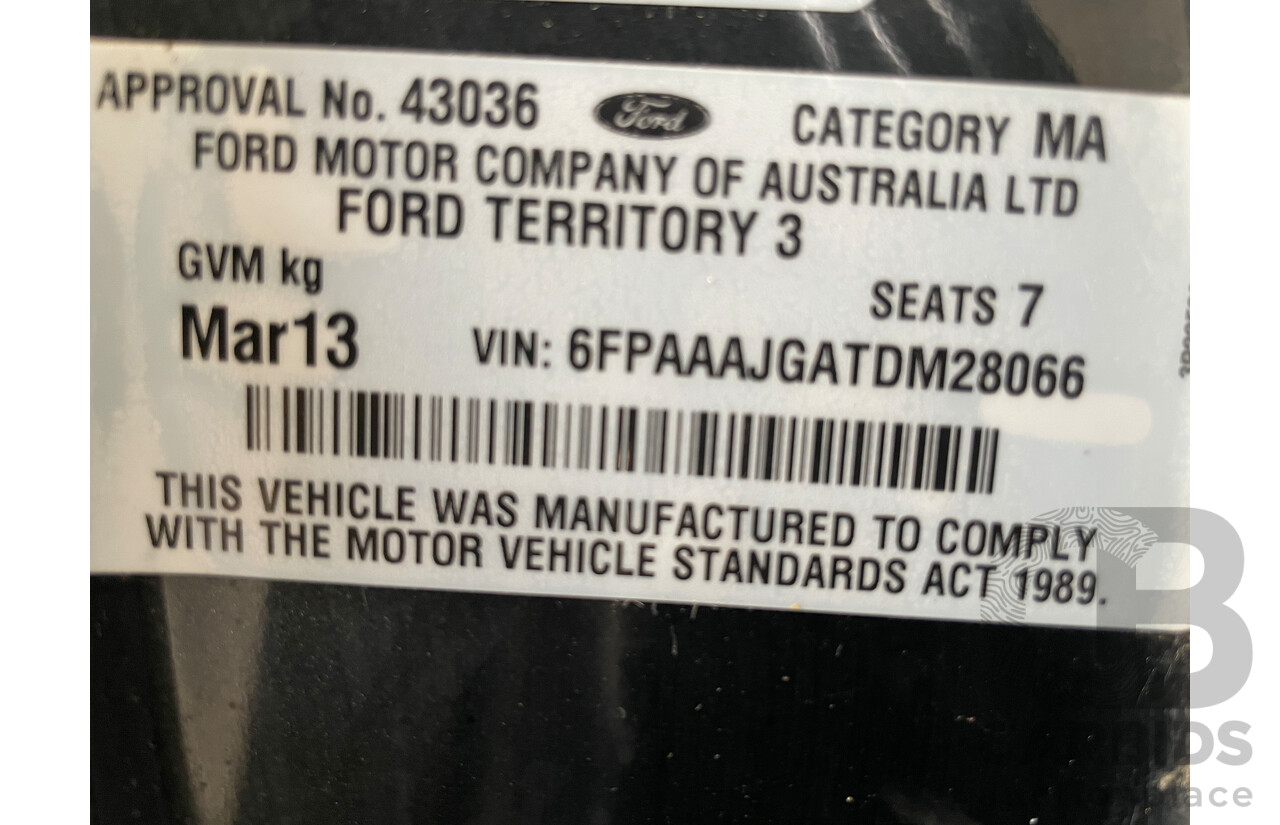 APPROVAL No. 43036 Ford CATEGORY MA
FORD MOTOR COMPANY OF AUSTRALIA LTD
FORD TERRITORY 3
GVM kg
SEATS 7
Mar13 VIN: 6FPAAAJGATDM28066
THIS VEHICLE WAS MANUFACTURED TO COMPLY
WITH THE MOTOR VEHICLE STANDARDS ACT 1989.